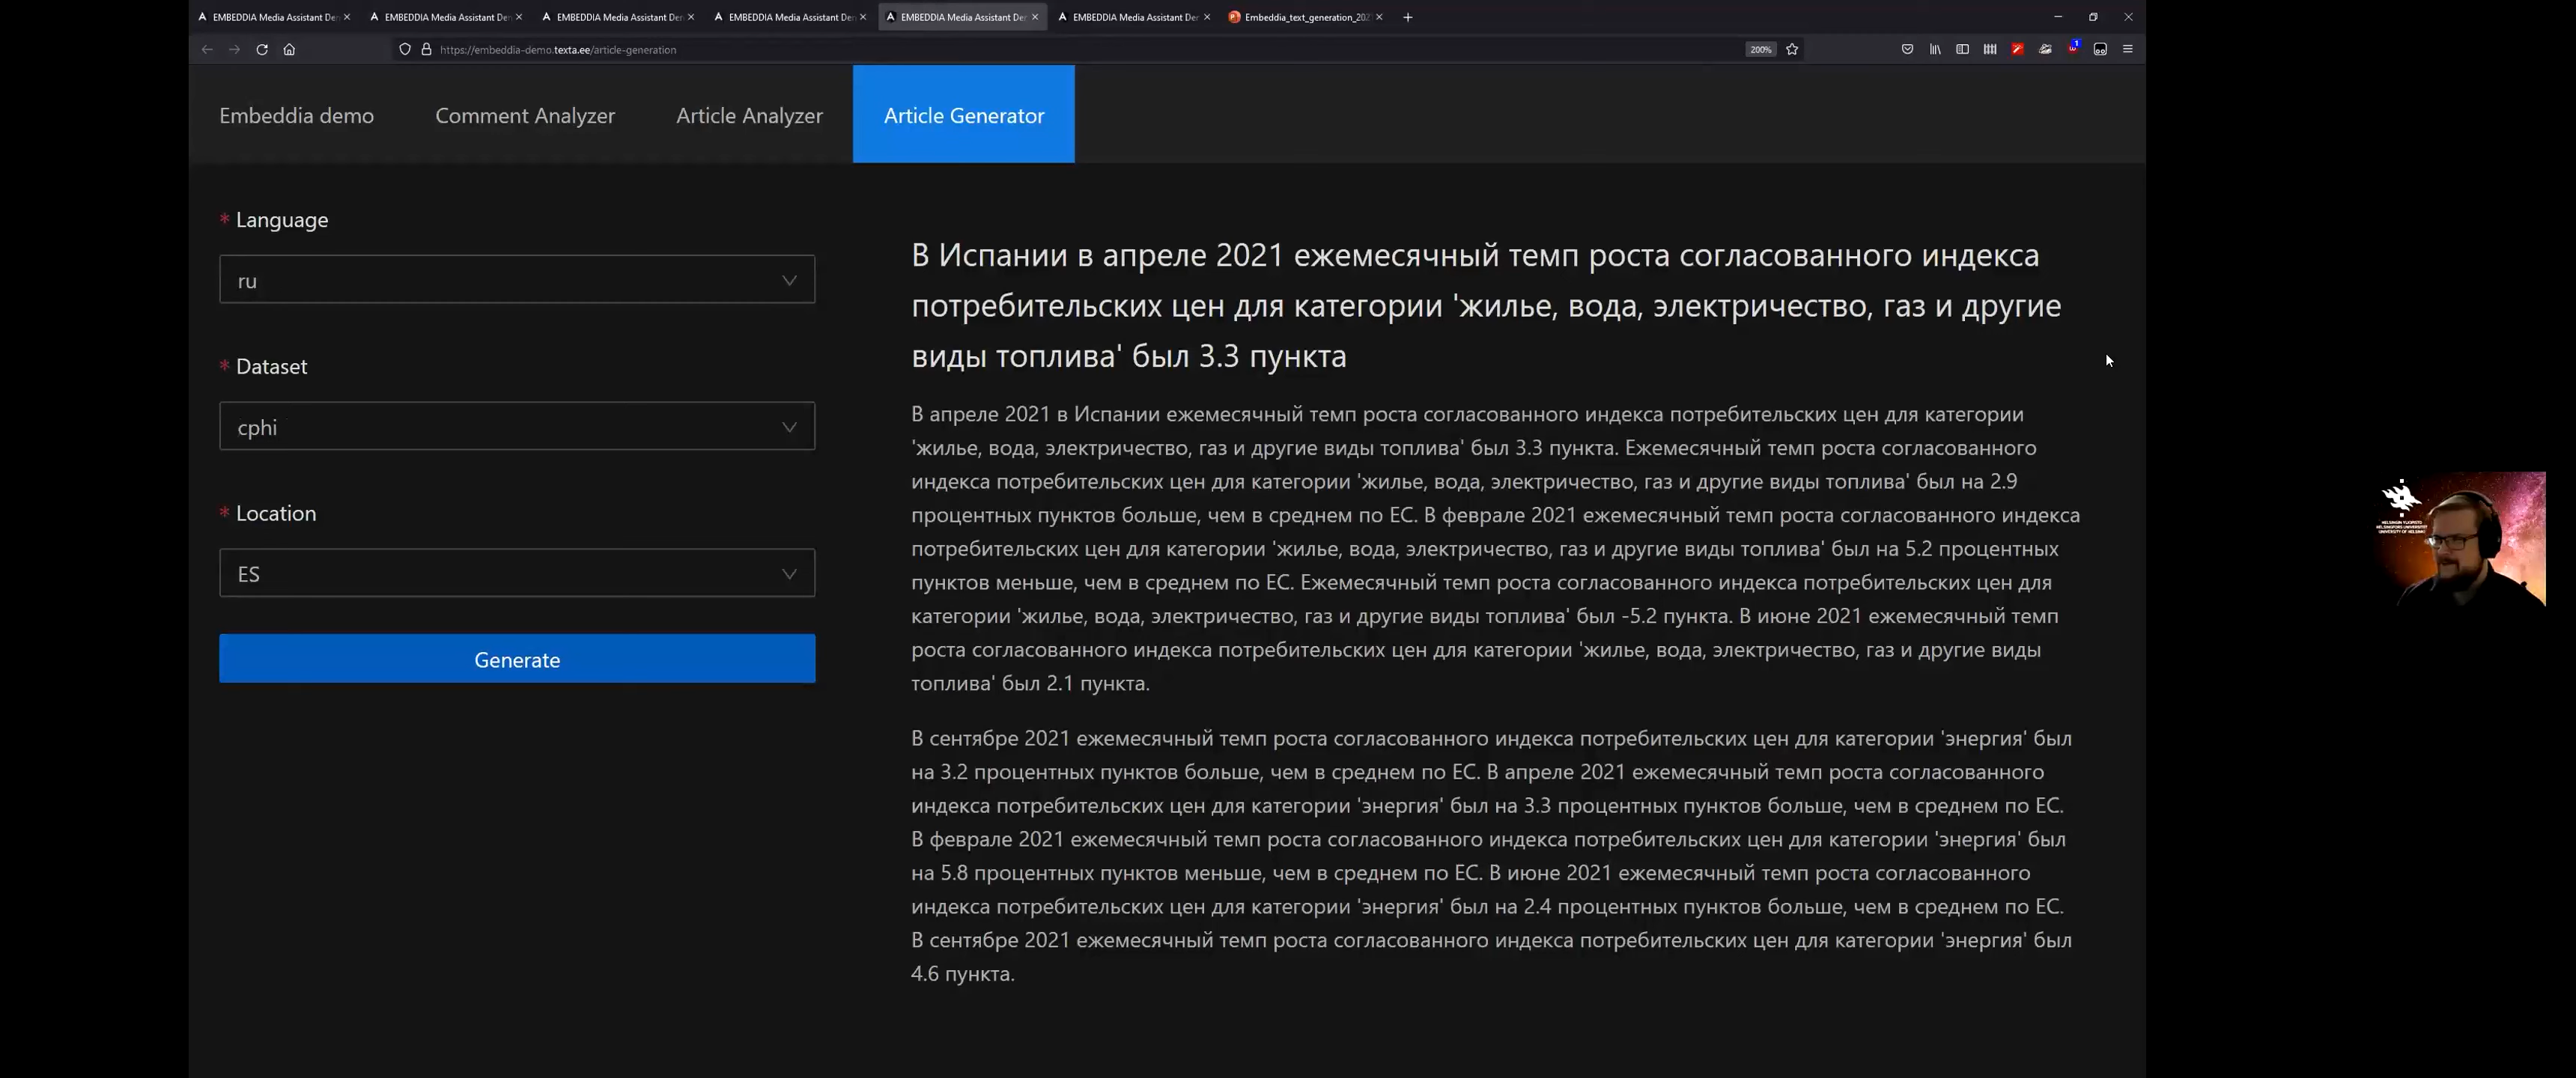 EMBEDDIA Media Assistant Der
EMBEDDIA Media Assistant Der
EMBEDDIA Media Assistant Der
EMBEDDIA Media Assistant Der
EMBEDDIA Media Assistant Der
EMBEDDIA Media Assistant Der
Embeddia_text_generation_202
https://embeddia-demo.texta.ee/article-generation
200%
1
Embeddia demo
Comment Analyzer
Article Analyzer
Article Generator
* Language
ru
* Dataset
cphi
* Location
ES
Generate
В Испании в апреле 2021 ежемесячный темп роста согласованного индекса
потребительских цен для категории 'жилье, вода, электричество, газ и другие
виды топлива' был 3.3 пункта
В апреле 2021 в Испании ежемесячный темп роста согласованного индекса потребительских цен для категории
'жилье, вода, электричество, газ и другие виды топлива' был 3.3 пункта. Ежемесячный темп роста согласованного
индекса потребительских цен для категории 'жилье, вода, электричество, газ и другие виды топлива' был на 2.9
процентных пунктов больше, чем в среднем по ЕС. В феврале 2021 ежемесячный темп роста согласованного индекса
потребительских цен для категории 'жилье, вода, электричество, газ и другие виды топлива' был на 5.2 процентных
пунктов меньше, чем в среднем по ЕС. Ежемесячный темп роста согласованного индекса потребительских цен для
категории 'жилье, вода, электричество, газ и другие виды топлива' был -5.2 пункта. В июне 2021 ежемесячный темп
роста согласованного индекса потребительских цен для категории 'жилье, вода, электричество, газ и другие виды
топлива' был 2.1 пункта.
В сентябре 2021 ежемесячный темп роста согласованного индекса потребительских цен для категории 'энергия' был
на 3.2 процентных пунктов больше, чем в среднем по ЕС. В апреле 2021 ежемесячный темп роста согласованного
индекса потребительских цен для категории 'энергия' был на 3.3 процентных пунктов больше, чем в среднем по ЕС.
В феврале 2021 ежемесячный темп роста согласованного индекса потребительских цен для категории 'энергия' был
на 5.8 процентных пунктов меньше, чем в среднем по ЕС. В июне 2021 ежемесячный темп роста согласованного
индекса потребительских цен для категории 'энергия' был на 2.4 процентных пунктов больше, чем в среднем по ЕС.
В сентябре 2021 ежемесячный темп роста согласованного индекса потребительских цен для категории 'энергия' был
4.6 пункта.
HELSINGIN YLIOPISTO
HELSINGFORS UNIVERSITET
UNIVERSITY OF HELSINKI